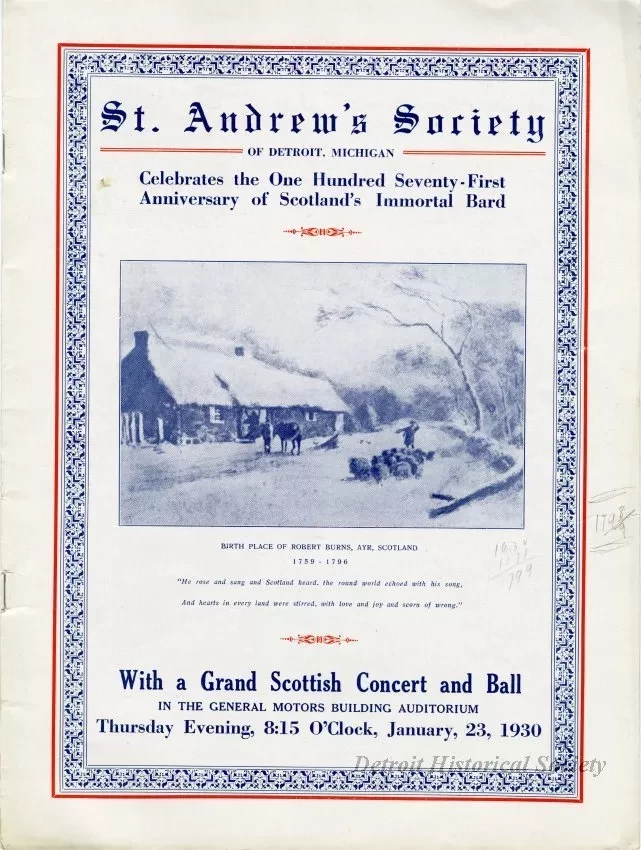 St. Andrew's Society
OF DETROIT, MICHIGAN
Celebrates the One Hundred Seventy-First
Anniversary of Scotland's Immortal Bard
BIRTH PLACE OF ROBERT BURNS, AYR, SCOTLAND
1759 - 1796
"He rose and sang and Scotland heard, the round world echoed with his song,
And hearts in every land were stirred, with love and joy and scorn of wrong."
With a Grand Scottish Concert and Ball
IN THE GENERAL MOTORS BUILDING AUDITORIUM
Thursday Evening, 8:15 O'Clock, January, 23, 1930
Detroit Historical Society